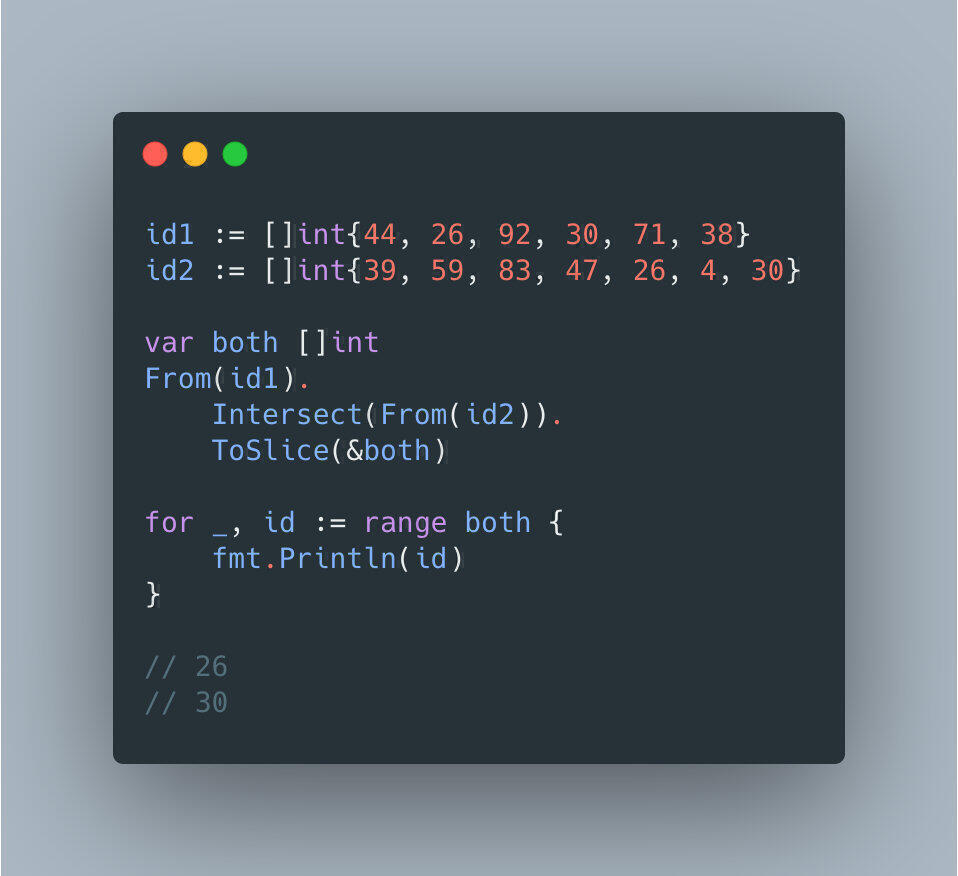 id1 := []int{44, 26, 92, 30, 71, 38}
id2 := []int{39, 59, 83, 47, 26, 4, 30}

var both []int
From(id1).
    Intersect(From(id2)).
    ToSlice(&both)

for _, id := range both {
    fmt.Println(id)
}

// 26
// 30